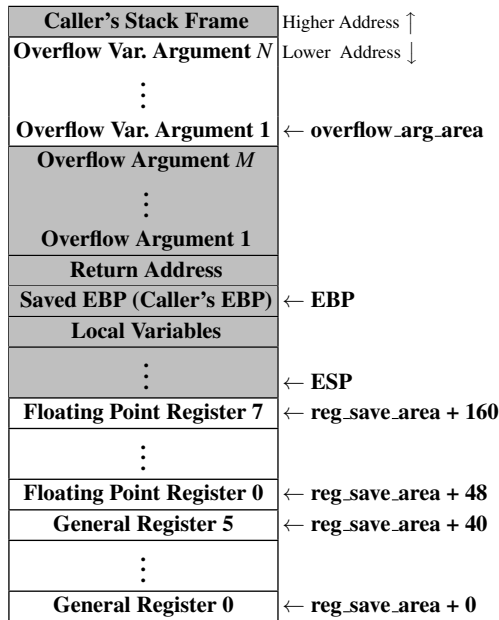 Caller's Stack Frame Higher Address ↑
Overflow Var. Argument N Lower Address ↓
⋮
Overflow Var. Argument 1 ← overflow_arg_area
Overflow Argument M
⋮
Overflow Argument 1
Return Address
Saved EBP (Caller's EBP) ← EBP
Local Variables
⋮ ← ESP
Floating Point Register 7 ← reg_save_area + 160
⋮
Floating Point Register 0 ← reg_save_area + 48
General Register 5 ← reg_save_area + 40
⋮
General Register 0 ← reg_save_area + 0